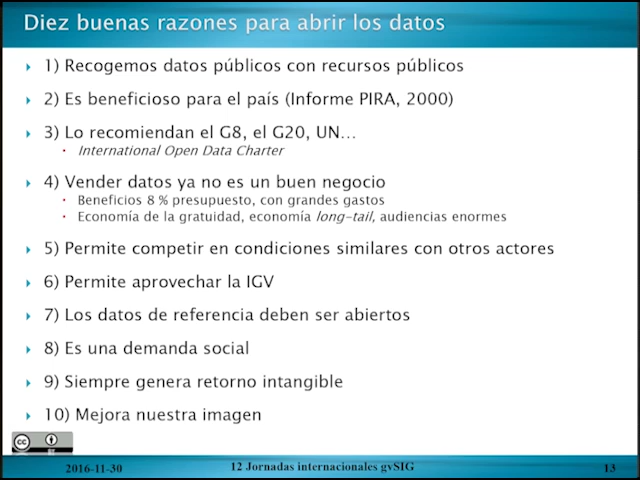 Diez buenas razones para abrir los datos
1) Recogemos datos públicos con recursos públicos
2) Es beneficioso para el país (Informe PIRA, 2000)
3) Lo recomiendan el G8, el G20, UN...
International Open Data Charter
4) Vender datos ya no es un buen negocio
Beneficios 8 % presupuesto, con grandes gastos
Economía de la gratuidad, economía long-tail, audiencias enormes
5) Permite competir en condiciones similares con otros actores
6) Permite aprovechar la IGV
7) Los datos de referencia deben ser abiertos
8) Es una demanda social
9) Siempre genera retorno intangible
10) Mejora nuestra imagen
cc
BY
2016-11-30
12 Jornadas internacionales gvSIG
13